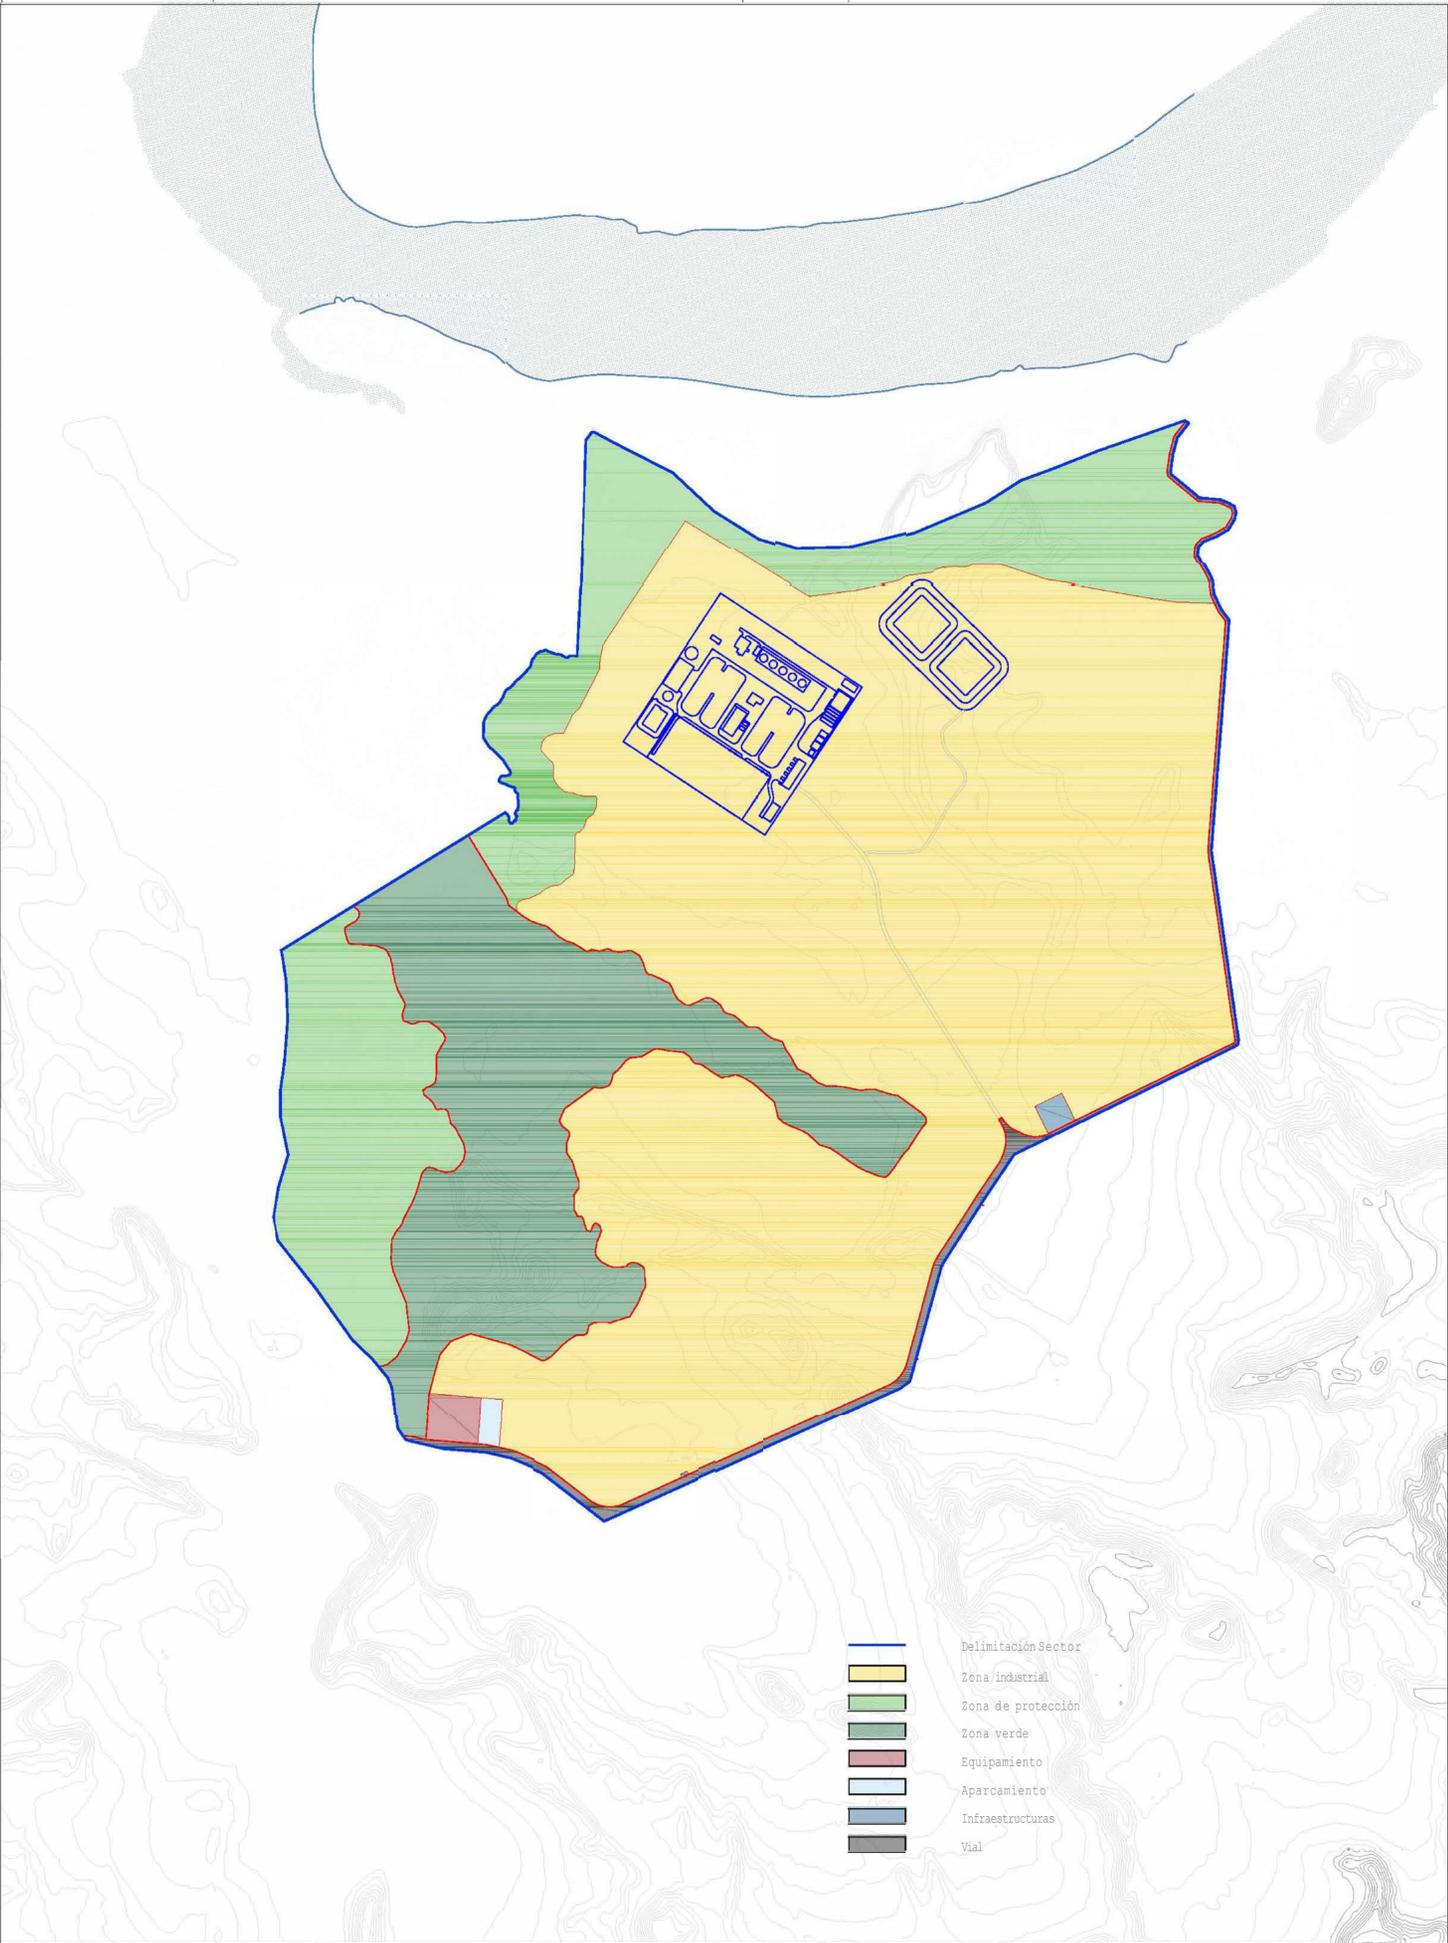 Delimitación Sector
Zona industrial
Zona de protección
Zona verde
Equipamiento
Aparcamiento
Infraestructuras
Vial